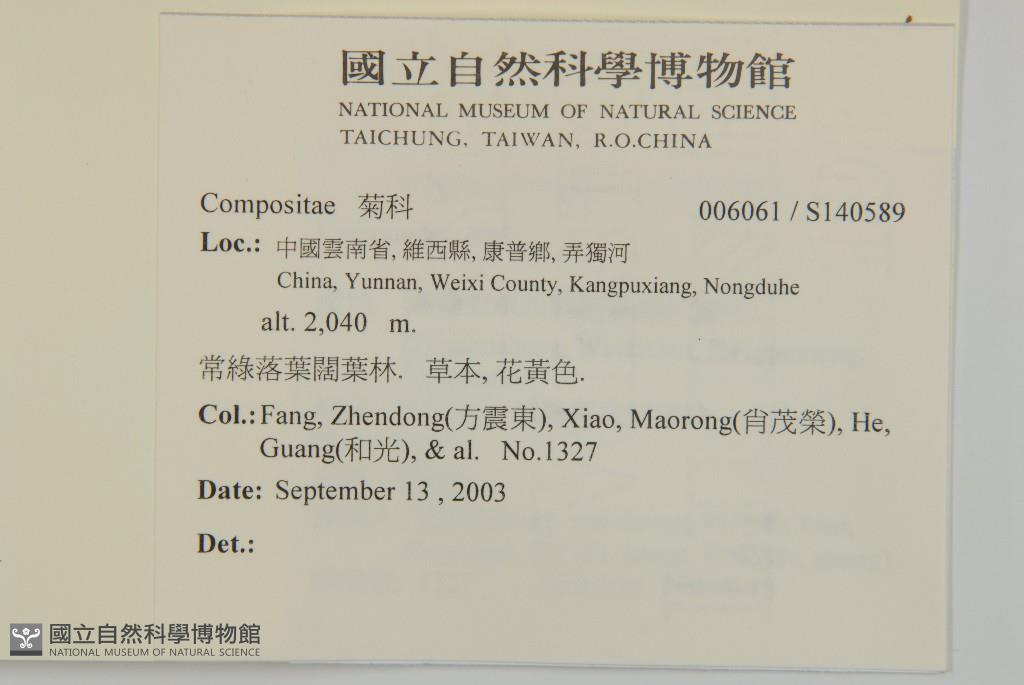 國立自然科學博物館
NATIONAL MUSEUM OF NATURAL SCIENCE
TAICHUNG, TAIWAN, R.O.CHINA
Compositae 菊科 006061 / S140589
Loc.: 中國雲南省, 維西縣, 康普鄉, 弄獨河
China, Yunnan, Weixi County, Kangpuxiang, Nongduhe
alt. 2,040 m.
常綠落葉闊葉林. 草本, 花黃色.
Col.: Fang, Zhendong(方震東), Xiao, Maorong(肖茂榮), He,
Guang(和光), & al. No.1327
Date: September 13 , 2003
Det.:
國立自然科學博物館
NATIONAL MUSEUM OF NATURAL SCIENCE